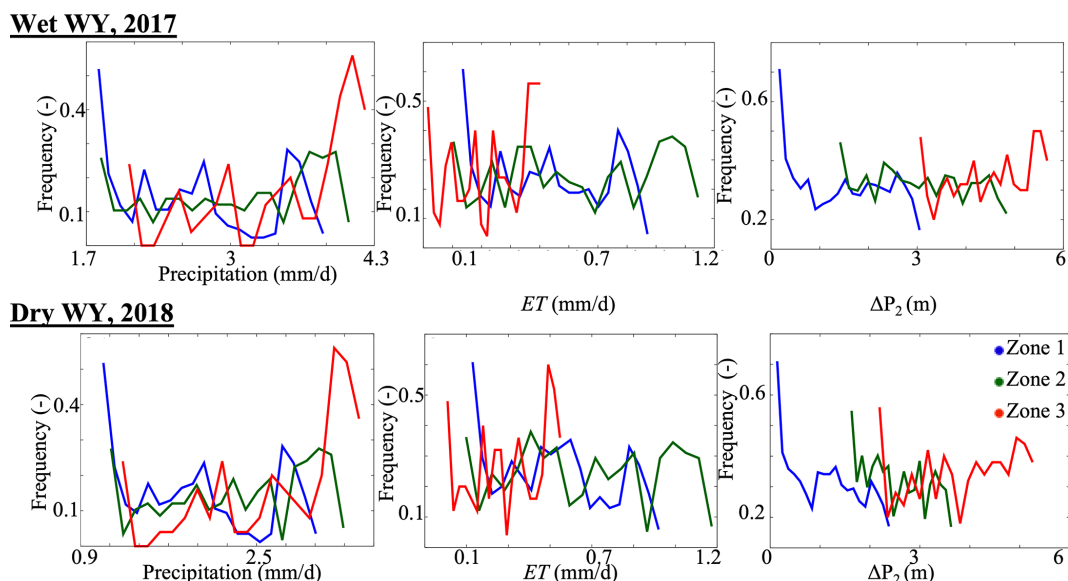 Wet WY, 2017
Frequency (-)
0.4
0.1
1.7
3
4.3
Precipitation (mm/d)
Frequency (-)
0.5
0.1
0.1
0.7
1.2
ET (mm/d)
Frequency (-)
0.6
0.2
0
3
6
ΔP₂ (m)
Dry WY, 2018
Frequency (-)
0.4
0.1
0.9
2.5
Precipitation (mm/d)
Frequency (-)
0.5
0.1
0.1
0.7
1.2
ET (mm/d)
Frequency (-)
0.6
0.2
0
3
6
ΔP₂ (m)
Zone 1
Zone 2
Zone 3